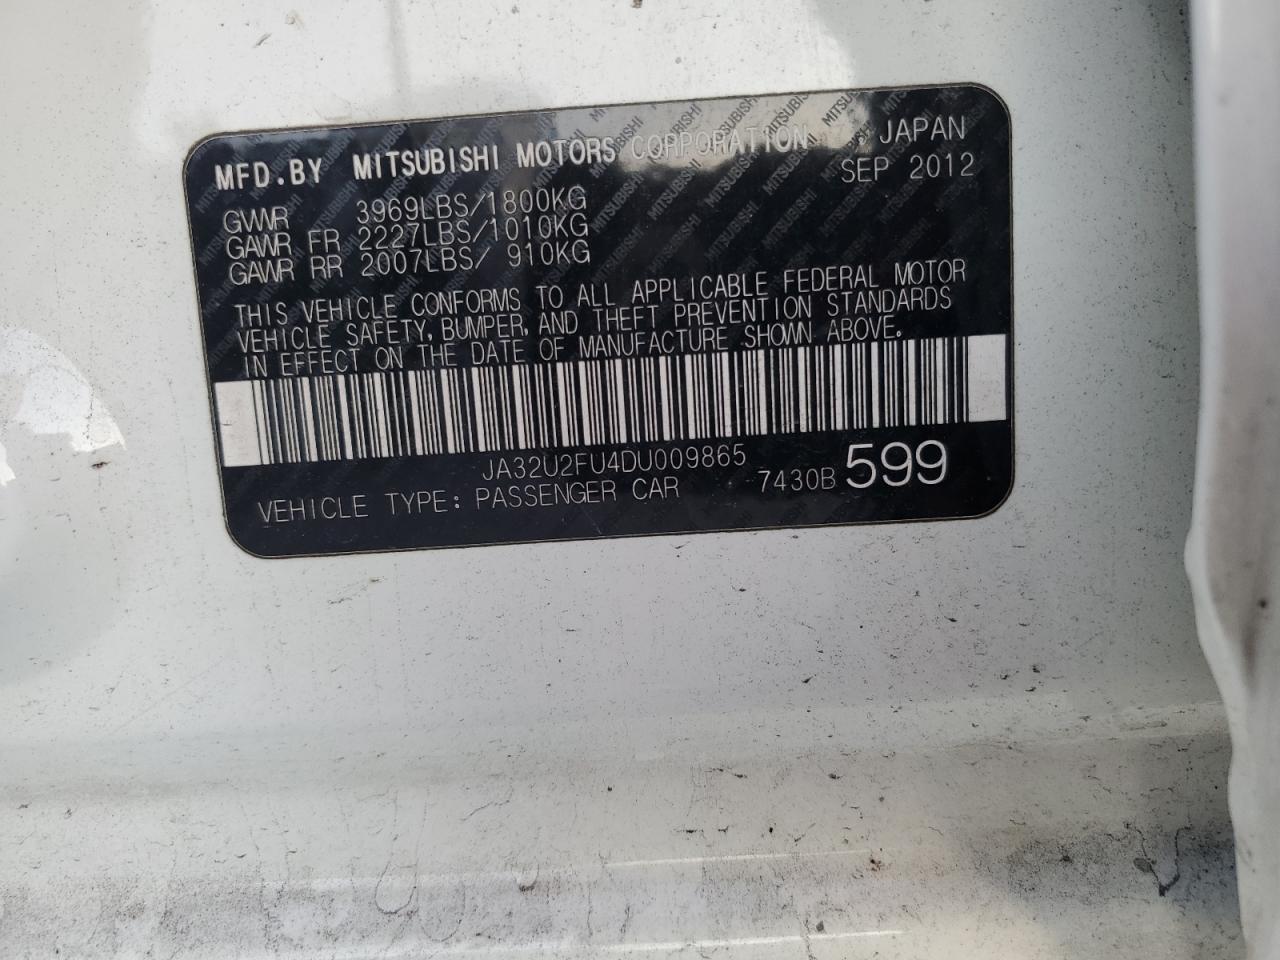 MFD.BY MITSUBISHI MOTORS CORPORATION JAPAN
SEP 2012
GVWR 3969LBS/1800KG
GAWR FR 2227LBS/1010KG
GAWR RR 2007LBS/ 910KG
THIS VEHICLE CONFORMS TO ALL APPLICABLE FEDERAL MOTOR
VEHICLE SAFETY, BUMPER, AND THEFT PREVENTION STANDARDS
IN EFFECT ON THE DATE OF MANUFACTURE SHOWN ABOVE.
JA32U2FU4DU009865
VEHICLE TYPE: PASSENGER CAR 7430B 599